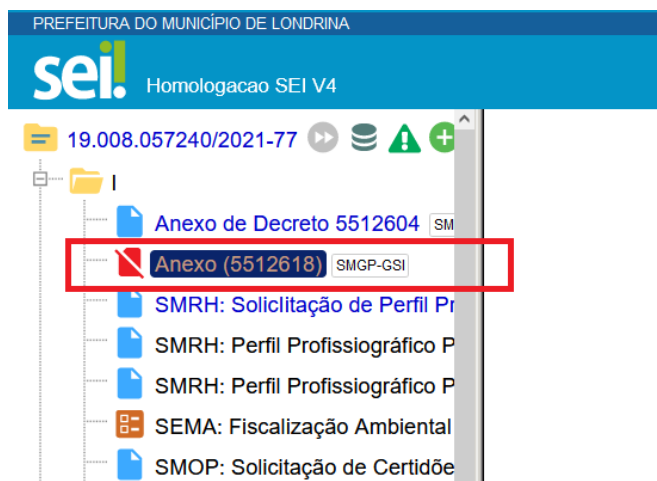 PREFEITURA DO MUNICÍPIO DE LONDRINA
sei! Homologacao SEI V4
19.008.057240/2021-77
I
Anexo de Decreto 5512604 SM
Anexo (5512618) SMGP-GSI
SMRH: Soliclitação de Perfil Pr
SMRH: Perfil Profissiográfico P
SMRH: Perfil Profissiográfico P
SEMA: Fiscalização Ambiental
SMOP: Solicitação de Certidõe